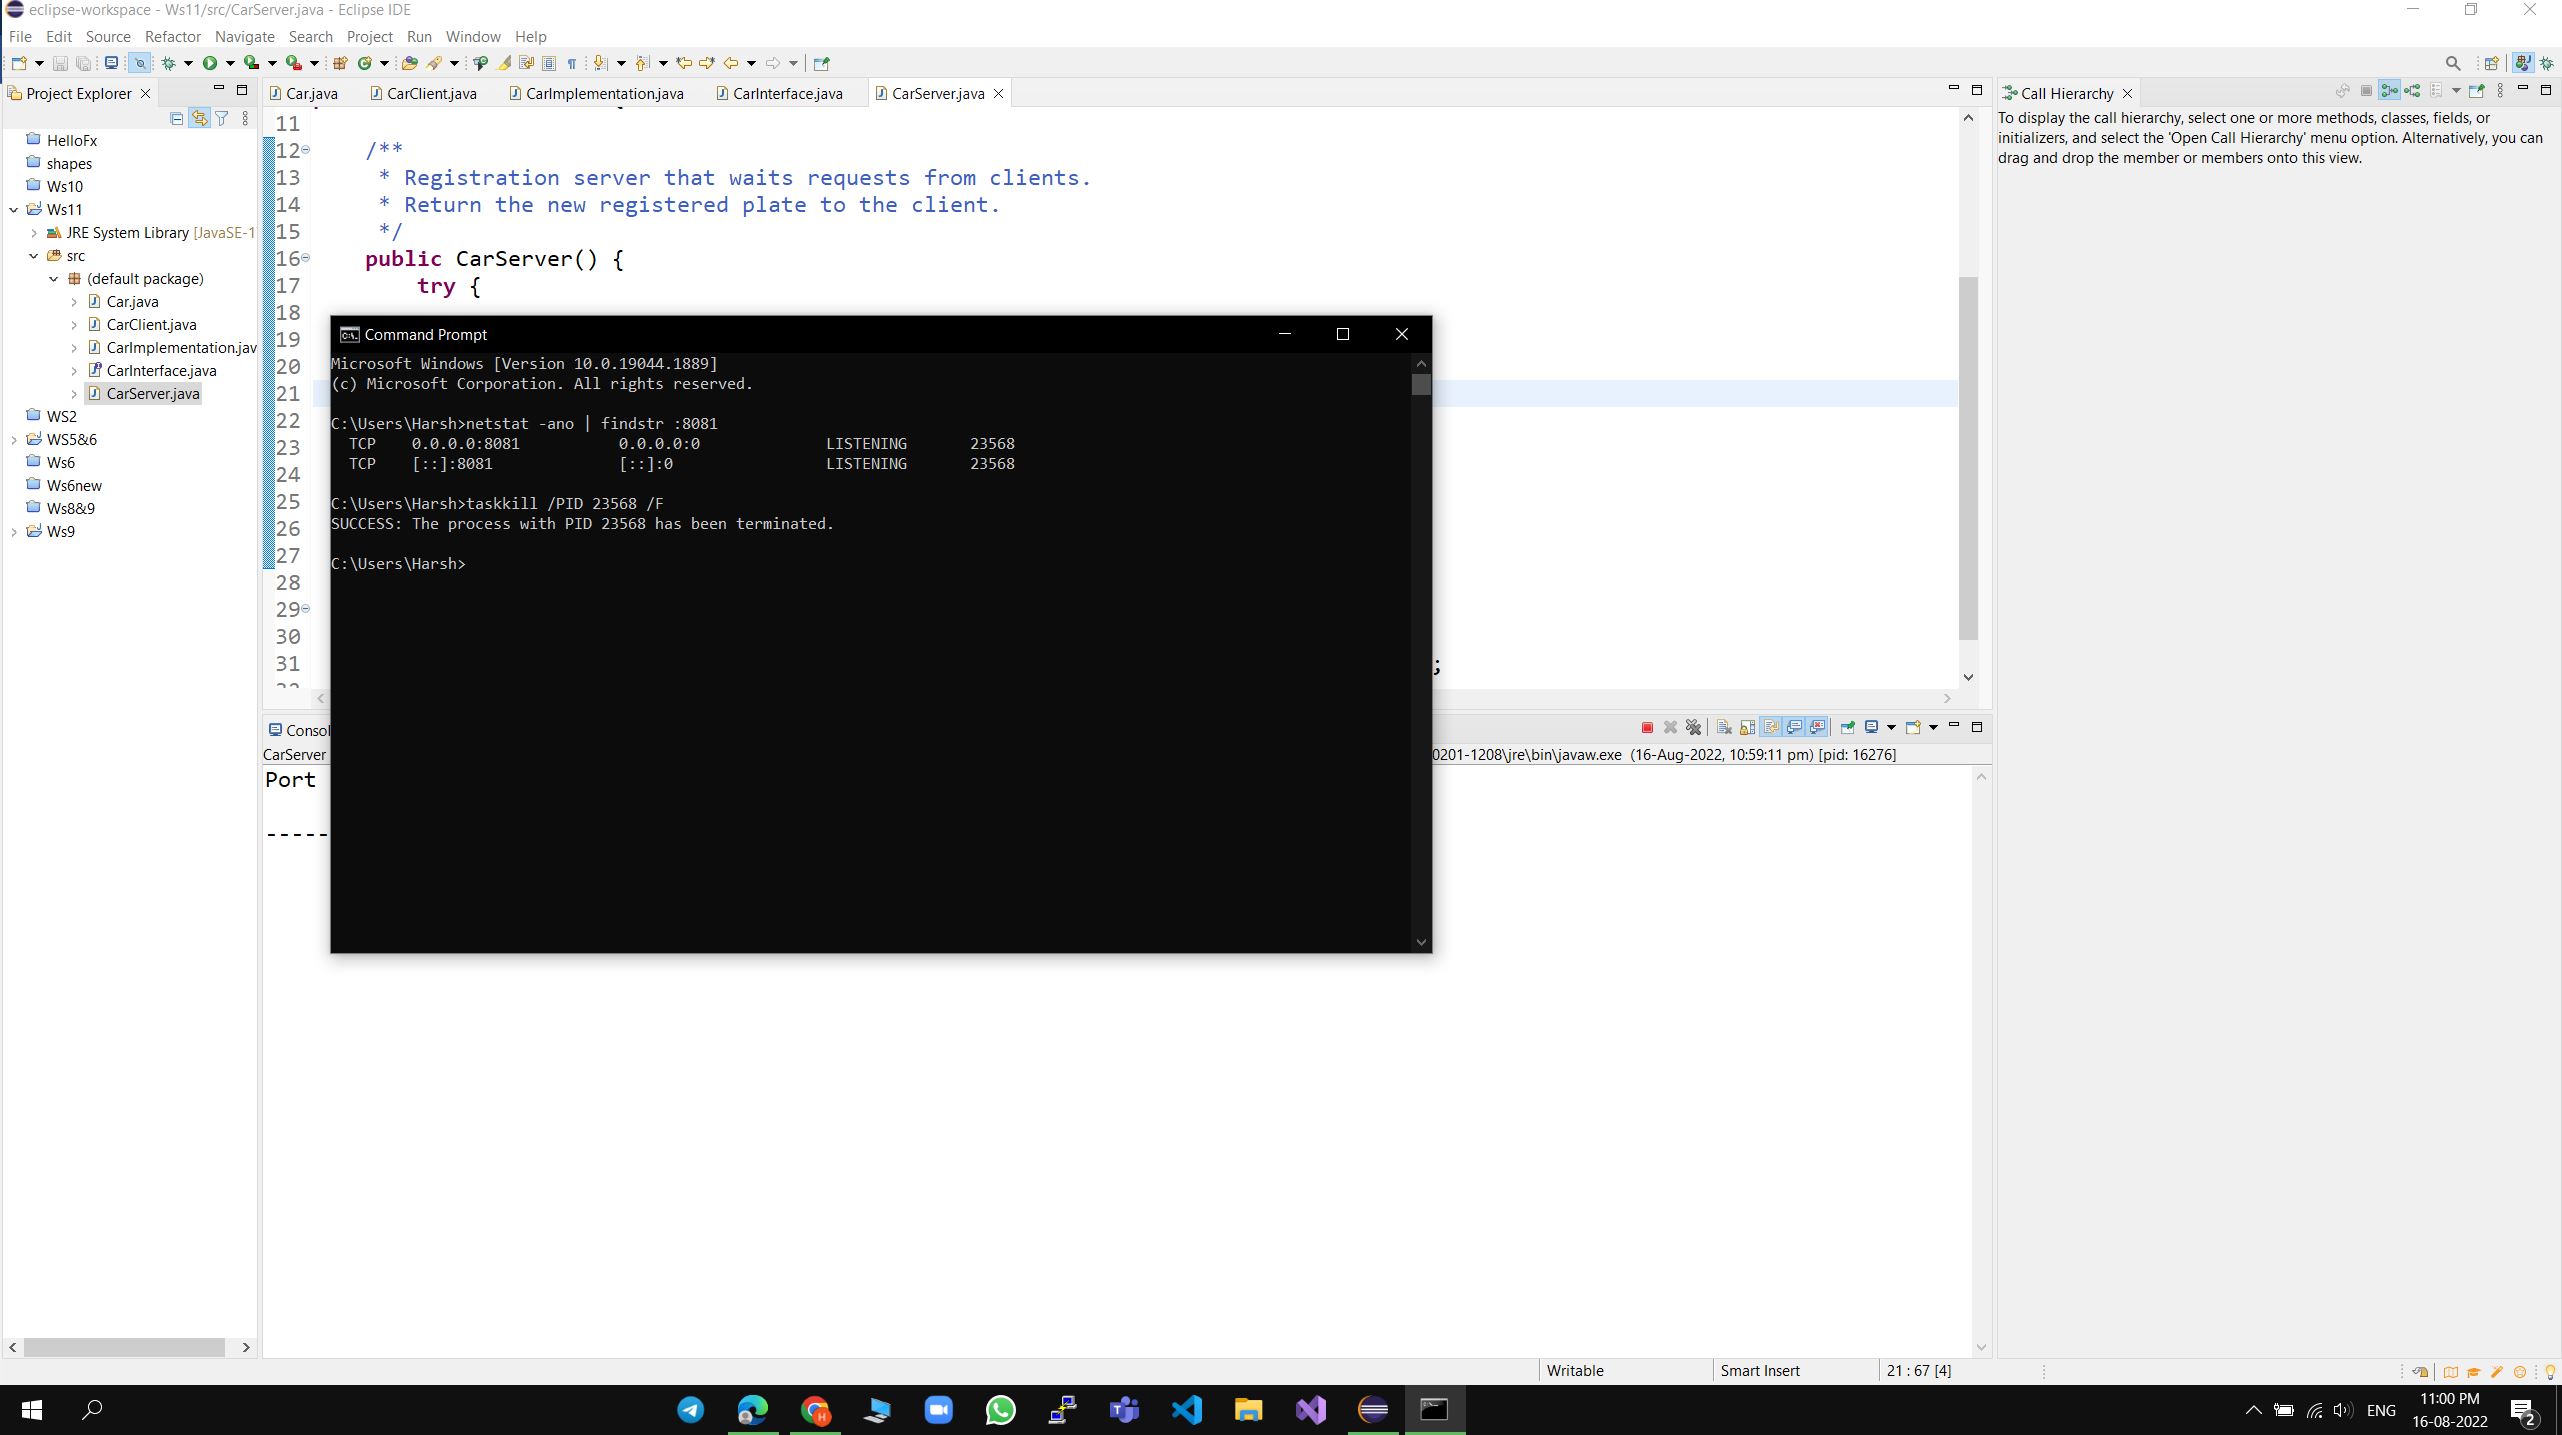 eclipse-workspace - Ws11/src/CarServer.java - Eclipse IDE
File Edit Source Refactor Navigate Search Project Run Window Help
Project Explorer
HelloFx
shapes
Ws10
Ws11
JRE System Library [JavaSE-1
src
(default package)
Car.java
CarClient.java
CarImplementation.jav
CarInterface.java
CarServer.java
WS2
WS5&6
Ws6
Ws6new
Ws8&9
Ws9
Car.java CarClient.java CarImplementation.java CarInterface.java CarServer.java
11
12 /**
13 * Registration server that waits requests from clients.
14 * Return the new registered plate to the client.
15 */
16 public CarServer() {
17 try {
18
19
20
21
22
23
24
25
26
27
28
29
30
31 ;
Command Prompt
Microsoft Windows [Version 10.0.19044.1889]
(c) Microsoft Corporation. All rights reserved.
C:\Users\Harsh>netstat -ano | findstr :8081
TCP 0.0.0.0:8081 0.0.0.0:0 LISTENING 23568
TCP [::]:8081 [::]:0 LISTENING 23568
C:\Users\Harsh>taskkill /PID 23568 /F
SUCCESS: The process with PID 23568 has been terminated.
C:\Users\Harsh>
Consol
CarServer 0201-1208\jre\bin\javaw.exe (16-Aug-2022, 10:59:11 pm) [pid: 16276]
Port
-----
Call Hierarchy
To display the call hierarchy, select one or more methods, classes, fields, or
initializers, and select the 'Open Call Hierarchy' menu option. Alternatively, you can
drag and drop the member or members onto this view.
Writable Smart Insert 21 : 67 [4]
ENG
11:00 PM
16-08-2022
2